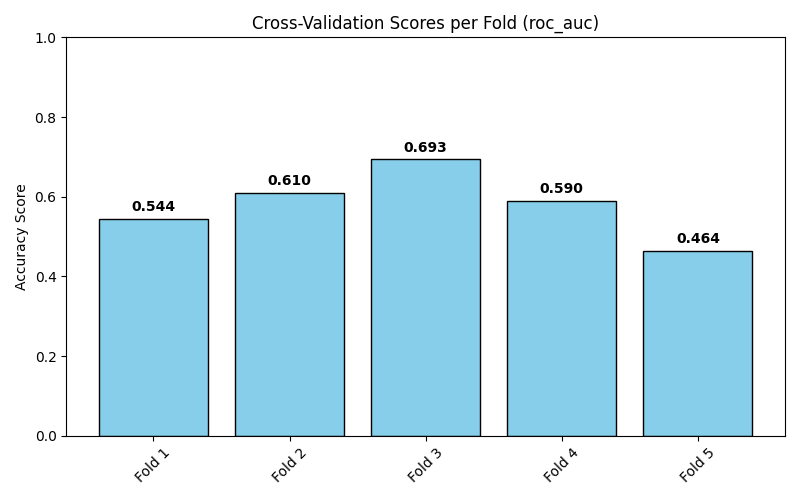 Cross-Validation Scores per Fold (roc_auc)
Accuracy Score
1.0
0.8
0.6
0.4
0.2
0.0
0.544
0.610
0.693
0.590
0.464
Fold 1
Fold 2
Fold 3
Fold 4
Fold 5